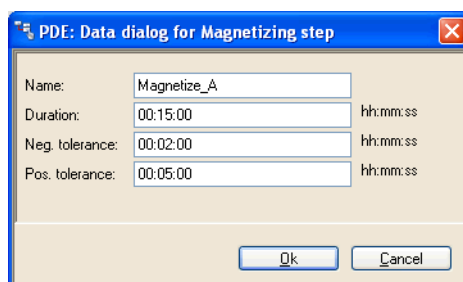 PDE: Data dialog for Magnetizing step
Name: Magnetize_A
Duration: 00:15:00 hh:mm:ss
Neg. tolerance: 00:02:00 hh:mm:ss
Pos. tolerance: 00:05:00 hh:mm:ss
Ok Cancel